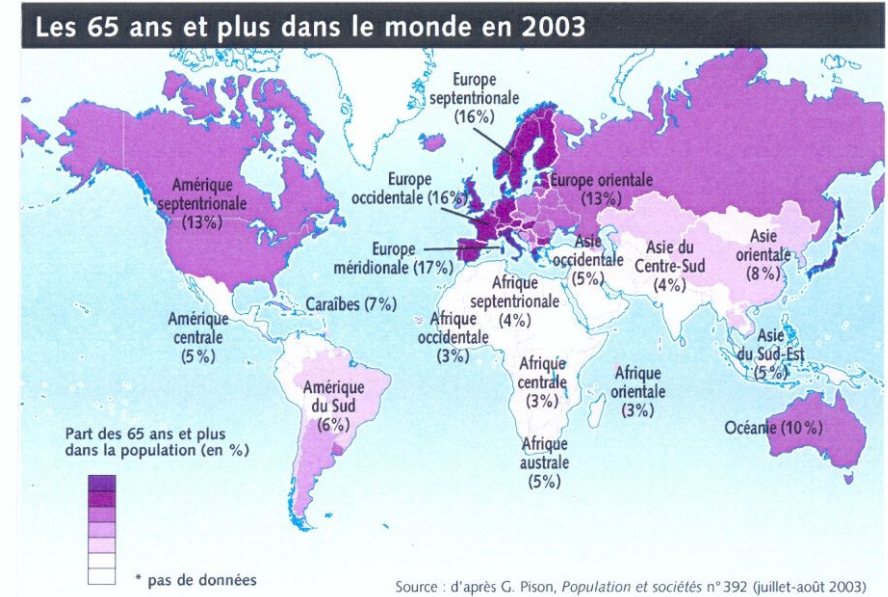 Les 65 ans et plus dans le monde en 2003
Europe
septentrionale
(16%)
Amérique
septentrionale
(13%)
Europe
occidentale (16%)
Europe orientale
(13%)
Europe
méridionale (17%)
Asie
occidentale
(5%)
Asie du
Centre-Sud
(4%)
Asie
orientale
(8%)
Afrique
septentrionale
(4%)
Caraïbes (7%)
Amérique
centrale
(5%)
Afrique
occidentale
(3%)
Asie
du Sud-Est
(5%)
Afrique
centrale
(3%)
Afrique
orientale
(3%)
Amérique
du Sud
(6%)
Océanie (10%)
Afrique
australe
(5%)
Part des 65 ans et plus
dans la population (en %)
* pas de données
Source : d'après G. Pison, Population et sociétés n°392 (juillet-août 2003)